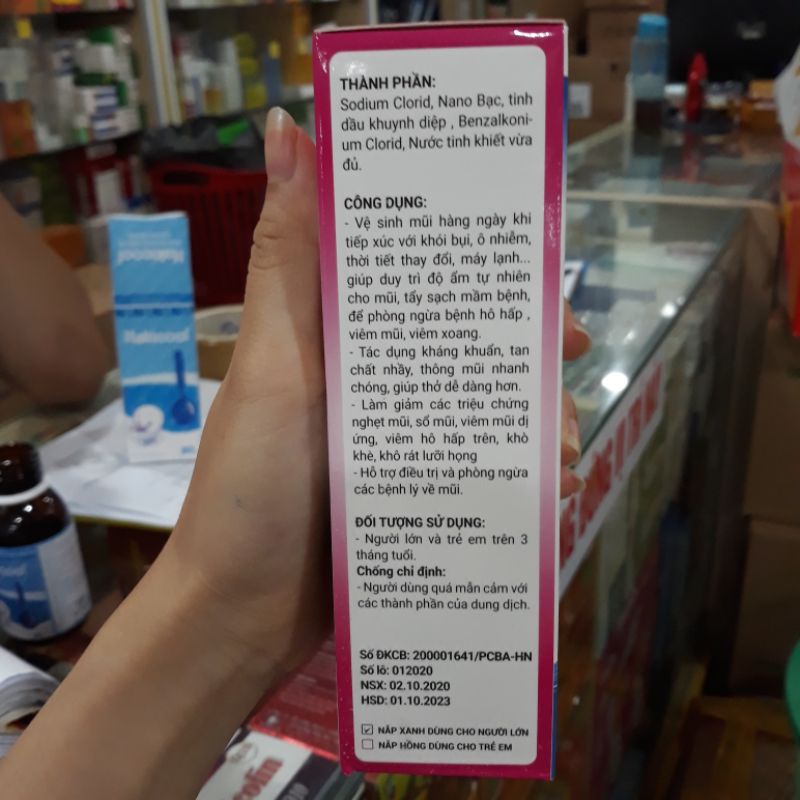 THÀNH PHẦN:
Sodium Clorid, Nano Bạc, tinh
dầu khuynh diệp , Benzalkoni-
um Clorid, Nước tinh khiết vừa
đủ.
CÔNG DỤNG:
- Vệ sinh mũi hàng ngày khi
tiếp xúc với khói bụi, ô nhiễm,
thời tiết thay đổi, máy lạnh...
giúp duy trì độ ẩm tự nhiên
cho mũi, tẩy sạch mầm bệnh,
để phòng ngừa bệnh hô hấp ,
viêm mũi, viêm xoang.
- Tác dụng kháng khuẩn, tan
chất nhầy, thông mũi nhanh
chóng, giúp thở dễ dàng hơn.
- Làm giảm các triệu chứng
nghẹt mũi, sổ mũi, viêm mũi dị
ứng, viêm hô hấp trên, khò
khè, khô rát lưỡi họng
- Hỗ trợ điều trị và phòng ngừa
các bệnh lý về mũi.
ĐỐI TƯỢNG SỬ DỤNG:
- Người lớn và trẻ em trên 3
tháng tuổi.
Chống chỉ định:
- Người dùng quá mẫn cảm với
các thành phần của dung dịch.
Số ĐKCB: 200001641/PCBA-HN
Số lô: 012020
NSX: 02.10.2020
HSD: 01.10.2023
NẮP XANH DÙNG CHO NGƯỜI LỚN
NẮP HỒNG DÙNG CHO TRẺ EM